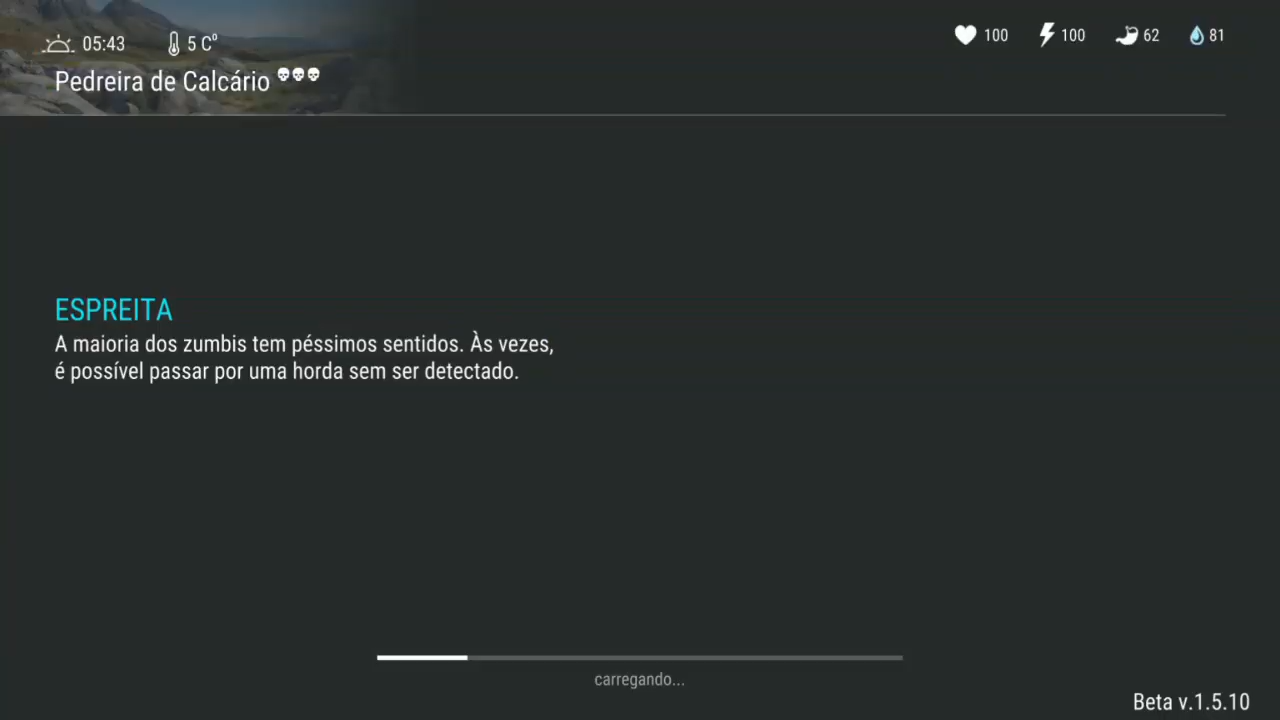 05:43 5 Cº
100 100 62 81
Pedreira de Calcário
ESPREITA
A maioria dos zumbis tem péssimos sentidos. Às vezes,
é possível passar por uma horda sem ser detectado.
carregando...
Beta v.1.5.10